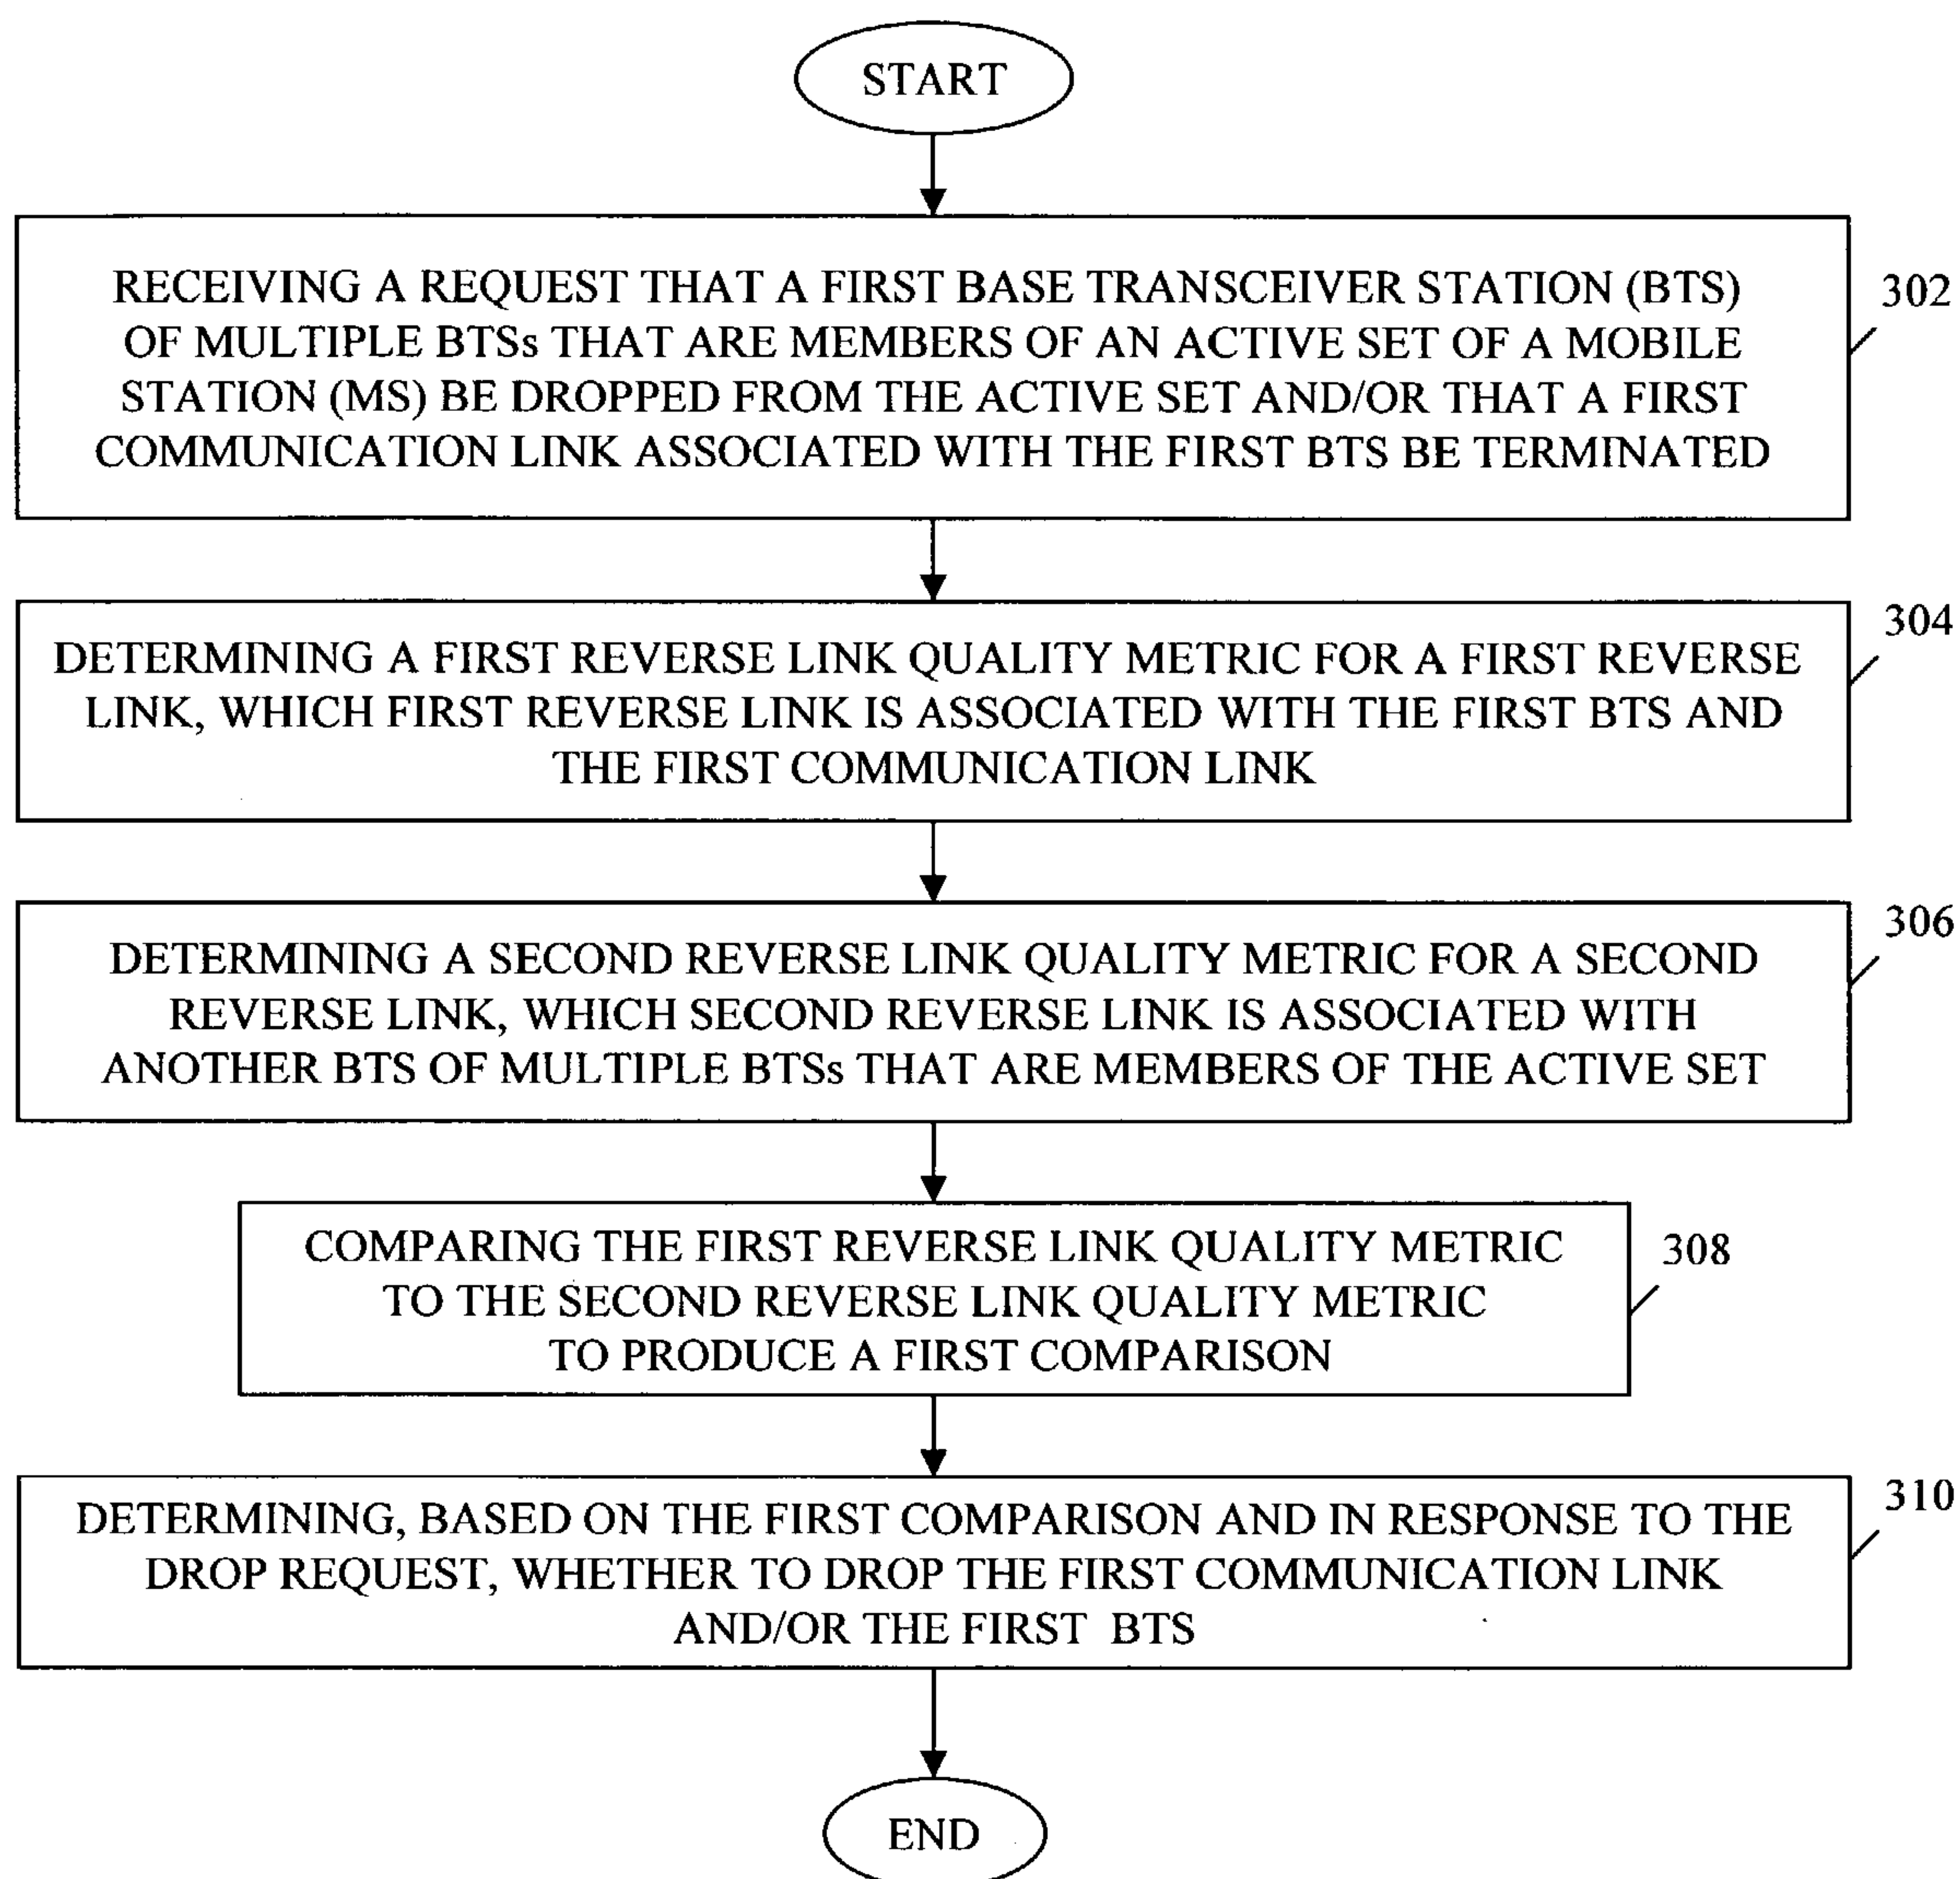 START
RECEIVING A REQUEST THAT A FIRST BASE TRANSCEIVER STATION (BTS)
OF MULTIPLE BTSs THAT ARE MEMBERS OF AN ACTIVE SET OF A MOBILE
STATION (MS) BE DROPPED FROM THE ACTIVE SET AND/OR THAT A FIRST
COMMUNICATION LINK ASSOCIATED WITH THE FIRST BTS BE TERMINATED
302
DETERMINING A FIRST REVERSE LINK QUALITY METRIC FOR A FIRST REVERSE
LINK, WHICH FIRST REVERSE LINK IS ASSOCIATED WITH THE FIRST BTS AND
THE FIRST COMMUNICATION LINK
304
DETERMINING A SECOND REVERSE LINK QUALITY METRIC FOR A SECOND
REVERSE LINK, WHICH SECOND REVERSE LINK IS ASSOCIATED WITH
ANOTHER BTS OF MULTIPLE BTSs THAT ARE MEMBERS OF THE ACTIVE SET
306
COMPARING THE FIRST REVERSE LINK QUALITY METRIC
TO THE SECOND REVERSE LINK QUALITY METRIC
TO PRODUCE A FIRST COMPARISON
308
DETERMINING, BASED ON THE FIRST COMPARISON AND IN RESPONSE TO THE
DROP REQUEST, WHETHER TO DROP THE FIRST COMMUNICATION LINK
AND/OR THE FIRST BTS
310
END